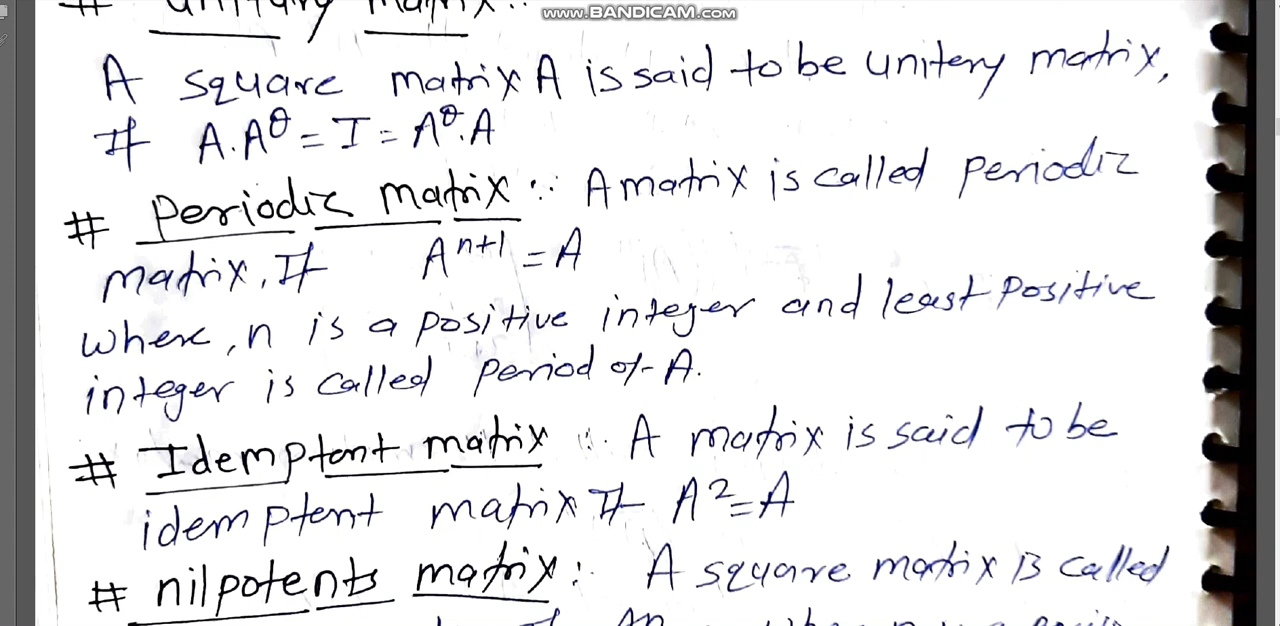 www.BANDICAM.com
# unitary matrix :-
A square matrix A is said to be unitery matrix,
If A.A^θ = I = A^θ.A
# Periodic matrix :- A matrix is called periodic
matrix, If A^n+1 = A
where, n is a positive integer and least positive
integer is called period of A.
# Idemptent matrix :- A matrix is said to be
idemptent matrix If A² = A
# nilpotents matrix :- A square matrix is called